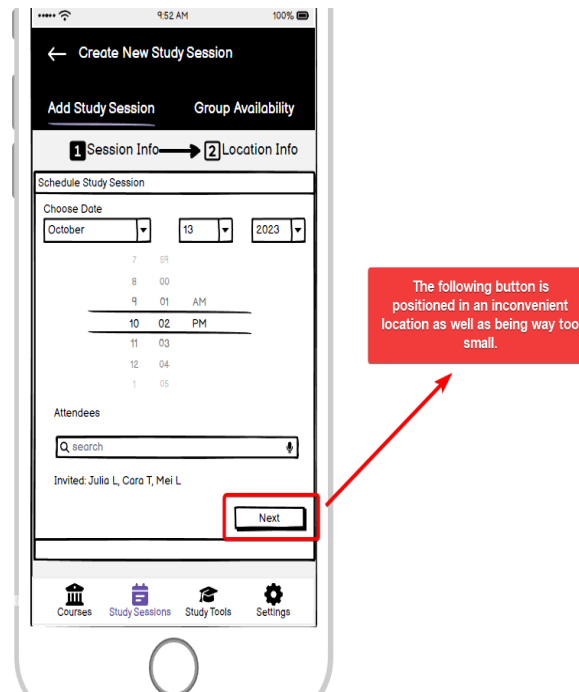 9:52 AM 100%
Create New Study Session
Add Study Session Group Availability
1 Session Info 2 Location Info
Schedule Study Session
Choose Date
October 13 2023
7 59
8 00
9 01 AM
10 02 PM
11 03
12 04
1 05
Attendees
search
Invited: Julia L, Cara T, Mei L
Next
Courses Study Sessions Study Tools Settings
The following button is
positioned in an inconvenient
location as well as being way too
small.